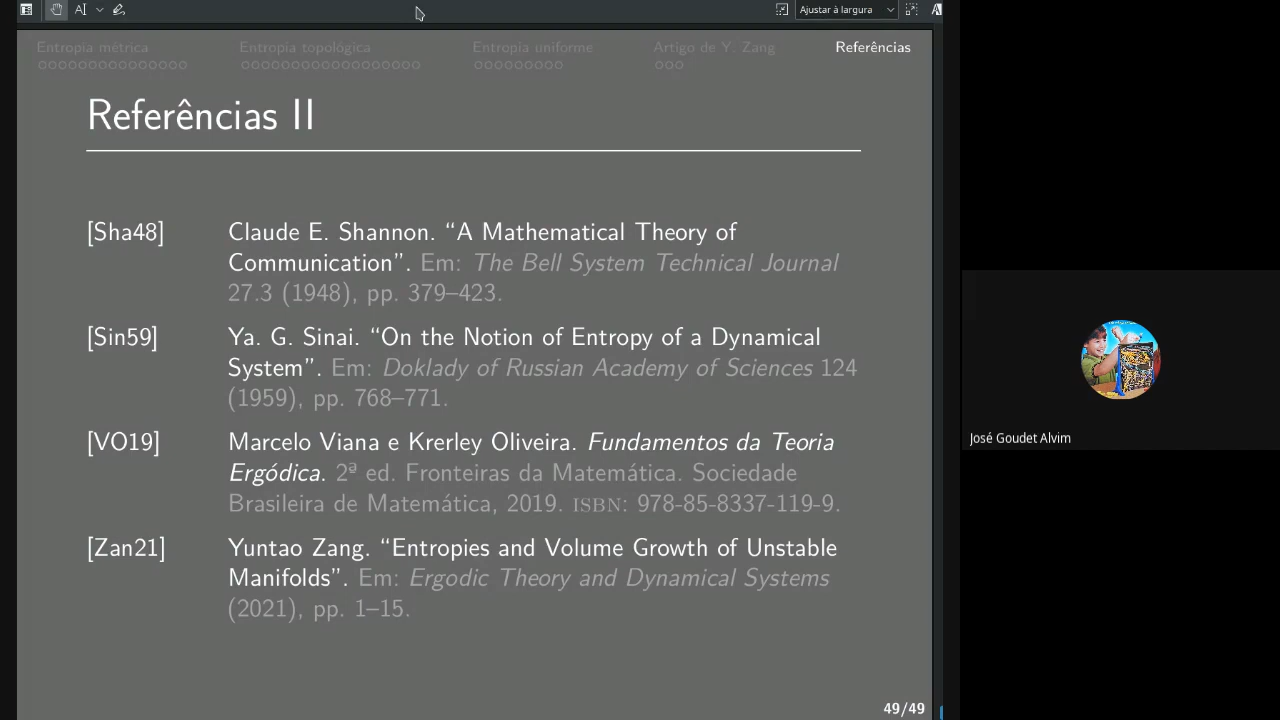 Ajustar à largura
Entropia métrica
Entropia topológica
Entropia uniforme
Artigo de Y. Zang
Referências
Referências II
[Sha48] Claude E. Shannon. “A Mathematical Theory of
Communication”. Em: The Bell System Technical Journal
27.3 (1948), pp. 379–423.
[Sin59] Ya. G. Sinai. “On the Notion of Entropy of a Dynamical
System”. Em: Doklady of Russian Academy of Sciences 124
(1959), pp. 768–771.
[VO19] Marcelo Viana e Krerley Oliveira. Fundamentos da Teoria
Ergódica. 2ª ed. Fronteiras da Matemática. Sociedade
Brasileira de Matemática, 2019. ISBN: 978-85-8337-119-9.
[Zan21] Yuntao Zang. “Entropies and Volume Growth of Unstable
Manifolds”. Em: Ergodic Theory and Dynamical Systems
(2021), pp. 1–15.
49/49
José Goudet Alvim